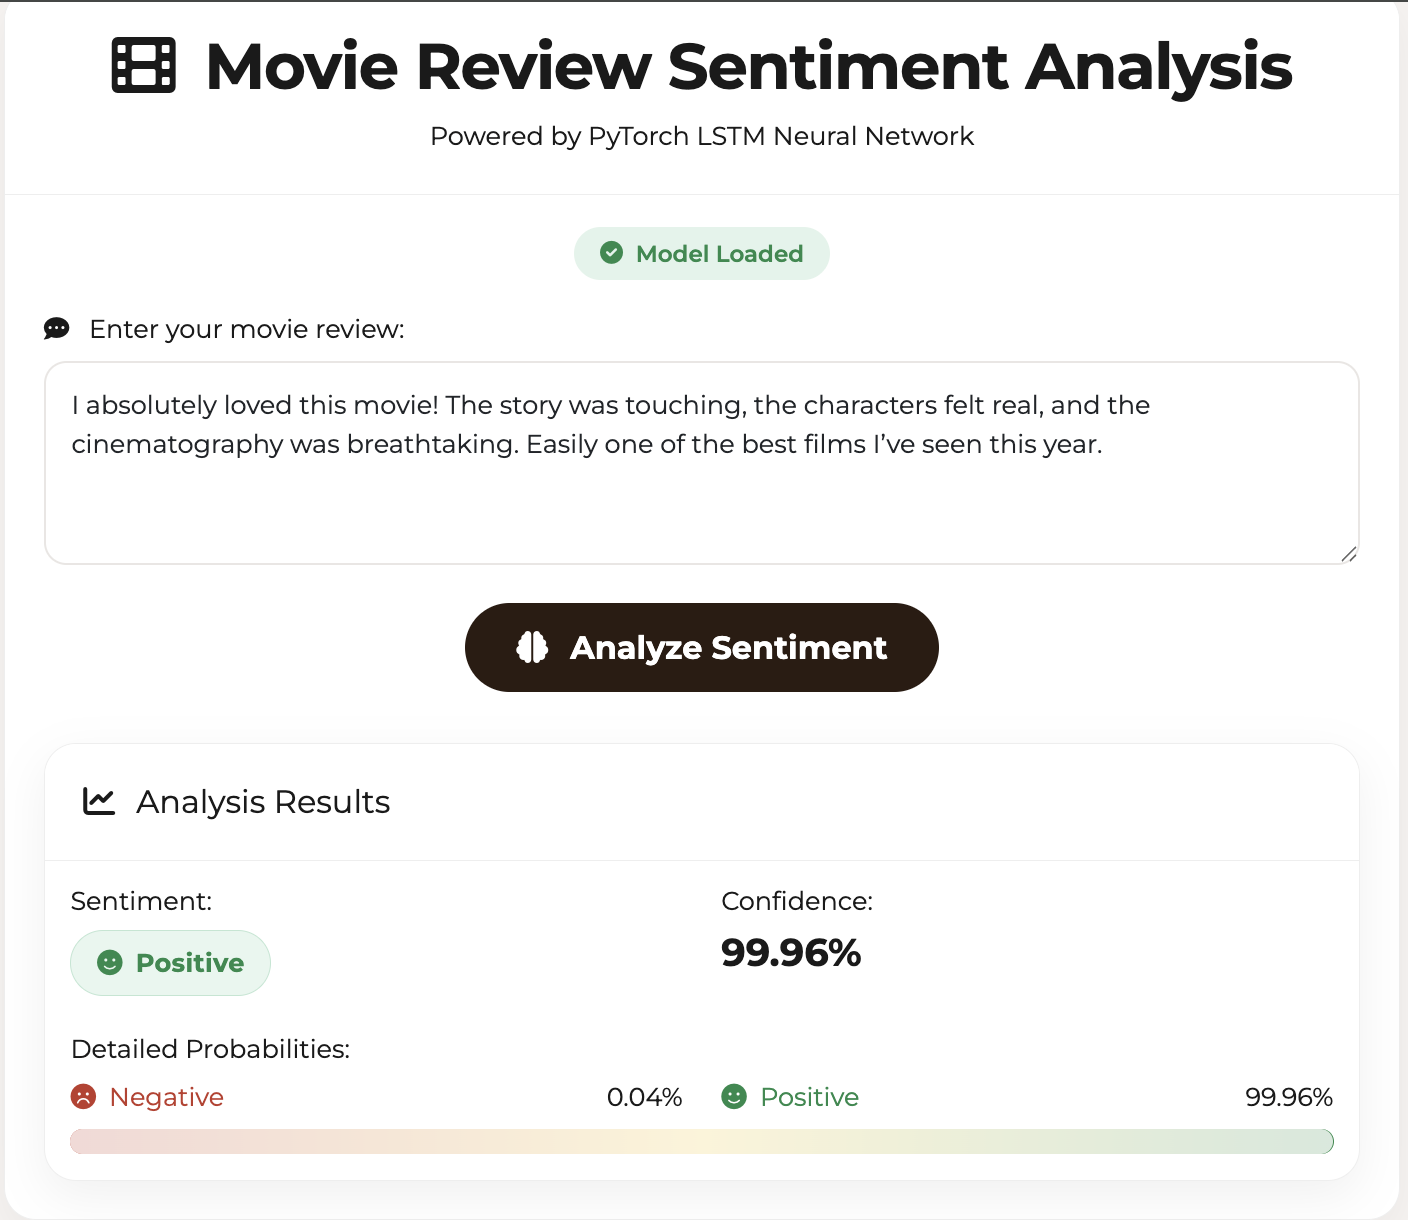 Movie Review Sentiment Analysis
Powered by PyTorch LSTM Neural Network
Model Loaded
Enter your movie review:
I absolutely loved this movie! The story was touching, the characters felt real, and the
cinematography was breathtaking. Easily one of the best films I’ve seen this year.
Analyze Sentiment
Analysis Results
Sentiment:
Positive
Confidence:
99.96%
Detailed Probabilities:
Negative 0.04% Positive 99.96%